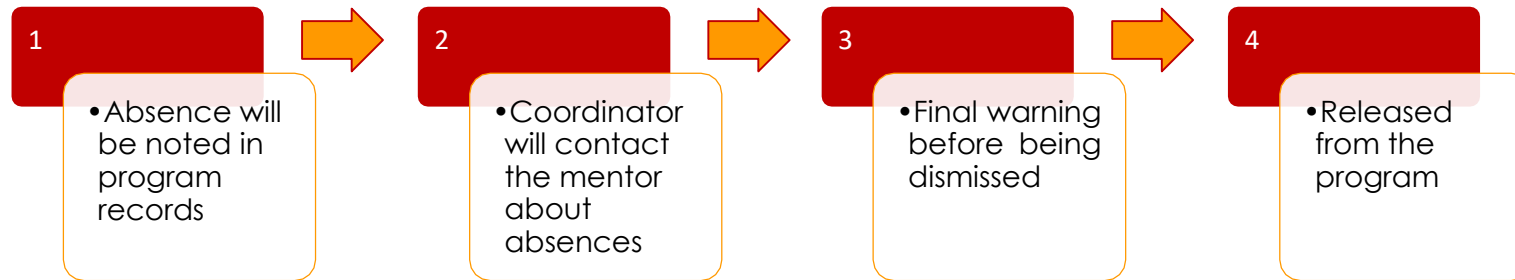 1
•Absence will
be noted in
program
records
2
•Coordinator
will contact
the mentor
about
absences
3
•Final warning
before being
dismissed
4
•Released
from the
program